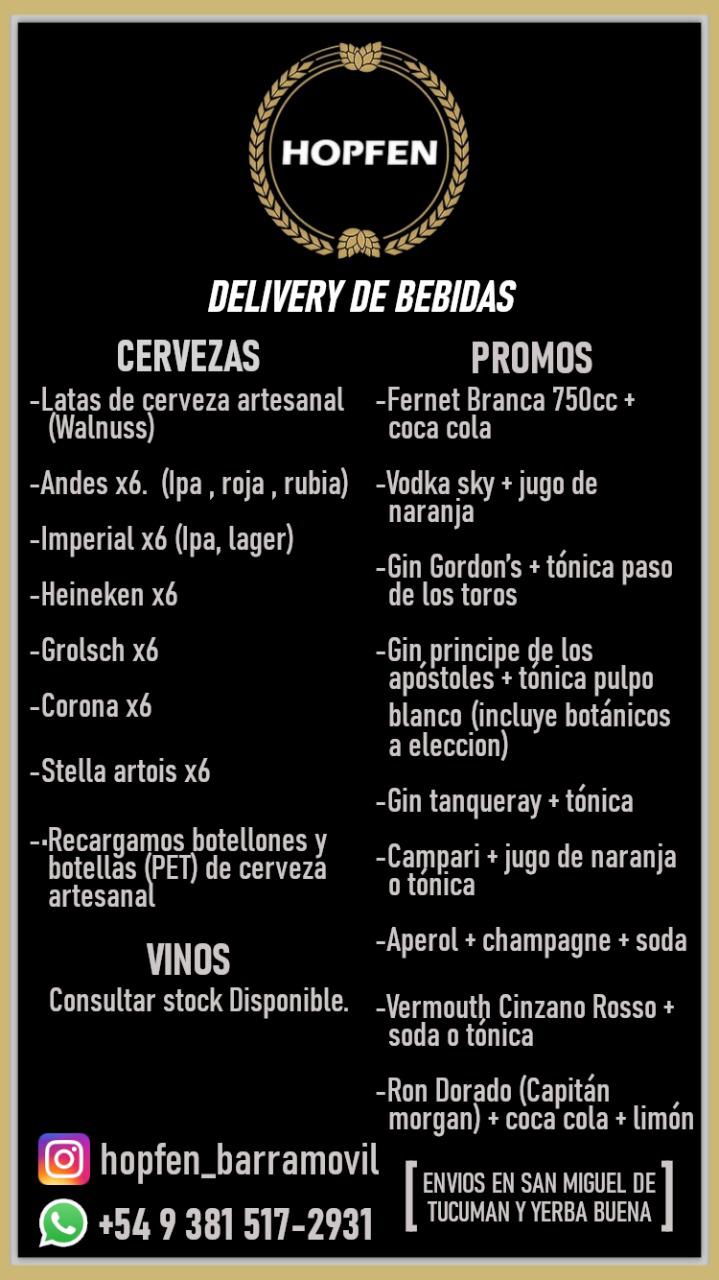 HOPFEN
DELIVERY DE BEBIDAS
CERVEZAS
-Latas de cerveza artesanal
(Walnuss)
-Andes x6. (Ipa , roja , rubia)
-Imperial x6 (Ipa, lager)
-Heineken x6
-Grolsch x6
-Corona x6
-Stella artois x6
-·Recargamos botellones y
botellas (PET) de cerveza
artesanal
VINOS
Consultar stock Disponible.
PROMOS
-Fernet Branca 750cc +
coca cola
-Vodka sky + jugo de
naranja
-Gin Gordon's + tónica paso
de los toros
-Gin principe de los
apóstoles + tónica pulpo
blanco (incluye botánicos
a eleccion)
-Gin tanqueray + tónica
-Campari + jugo de naranja
o tónica
-Aperol + champagne + soda
-Vermouth Cinzano Rosso +
soda o tónica
-Ron Dorado (Capitán
morgan) + coca cola + limón
hopfen_barramovil
+54 9 381 517-2931
[ENVIOS EN SAN MIGUEL DE
TUCUMAN Y YERBA BUENA]